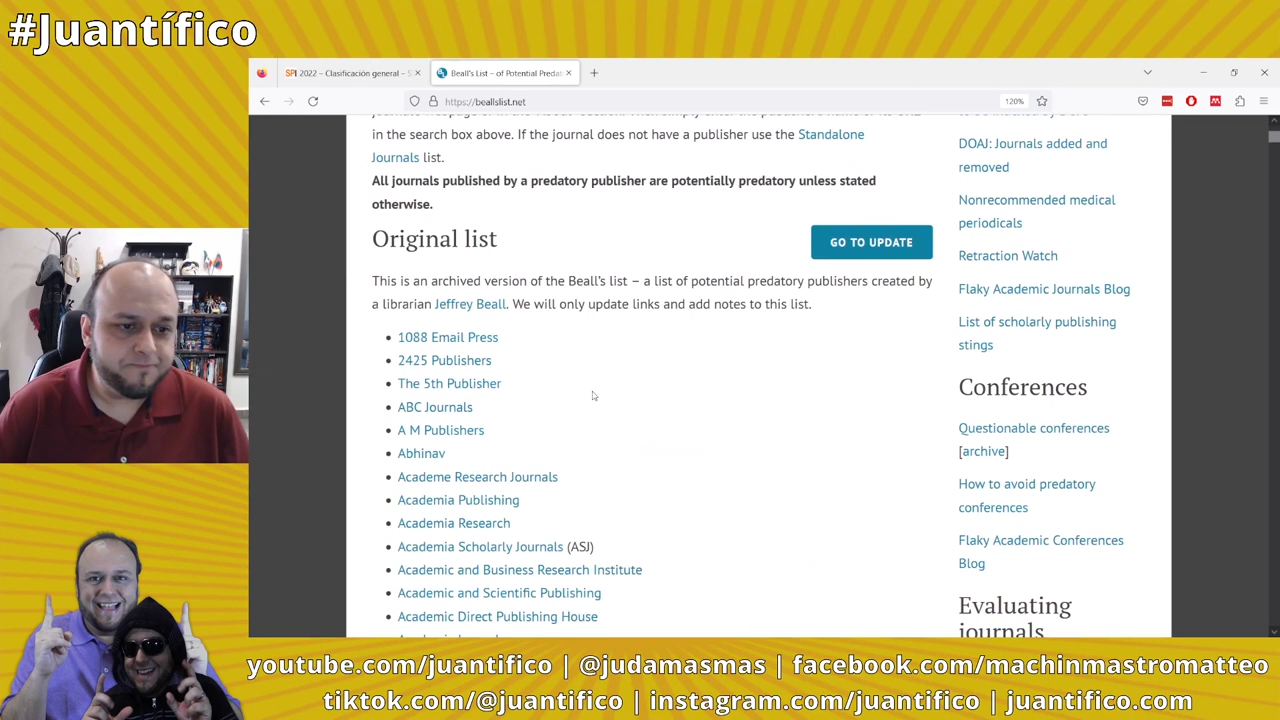 #Juantífico
SPI 2022 – Clasificación general – S
Beall's List – of Potential Predat
https://beallslist.net
120%
in the search box above. If the journal does not have a publisher use the Standalone
Journals list.
All journals published by a predatory publisher are potentially predatory unless stated
otherwise.
Original list
GO TO UPDATE
This is an archived version of the Beall's list – a list of potential predatory publishers created by
a librarian Jeffrey Beall. We will only update links and add notes to this list.
1088 Email Press
2425 Publishers
The 5th Publisher
ABC Journals
A M Publishers
Abhinav
Academe Research Journals
Academia Publishing
Academia Research
Academia Scholarly Journals (ASJ)
Academic and Business Research Institute
Academic and Scientific Publishing
Academic Direct Publishing House
DOAJ: Journals added and
removed
Nonrecommended medical
periodicals
Retraction Watch
Flaky Academic Journals Blog
List of scholarly publishing
stings
Conferences
Questionable conferences
[archive]
How to avoid predatory
conferences
Flaky Academic Conferences
Blog
Evaluating
journals
youtube.com/juantifico | @judamasmas | facebook.com/machinmastromatteo
tiktok.com/@juantifico | instagram.com/juantifico | juantifico.com